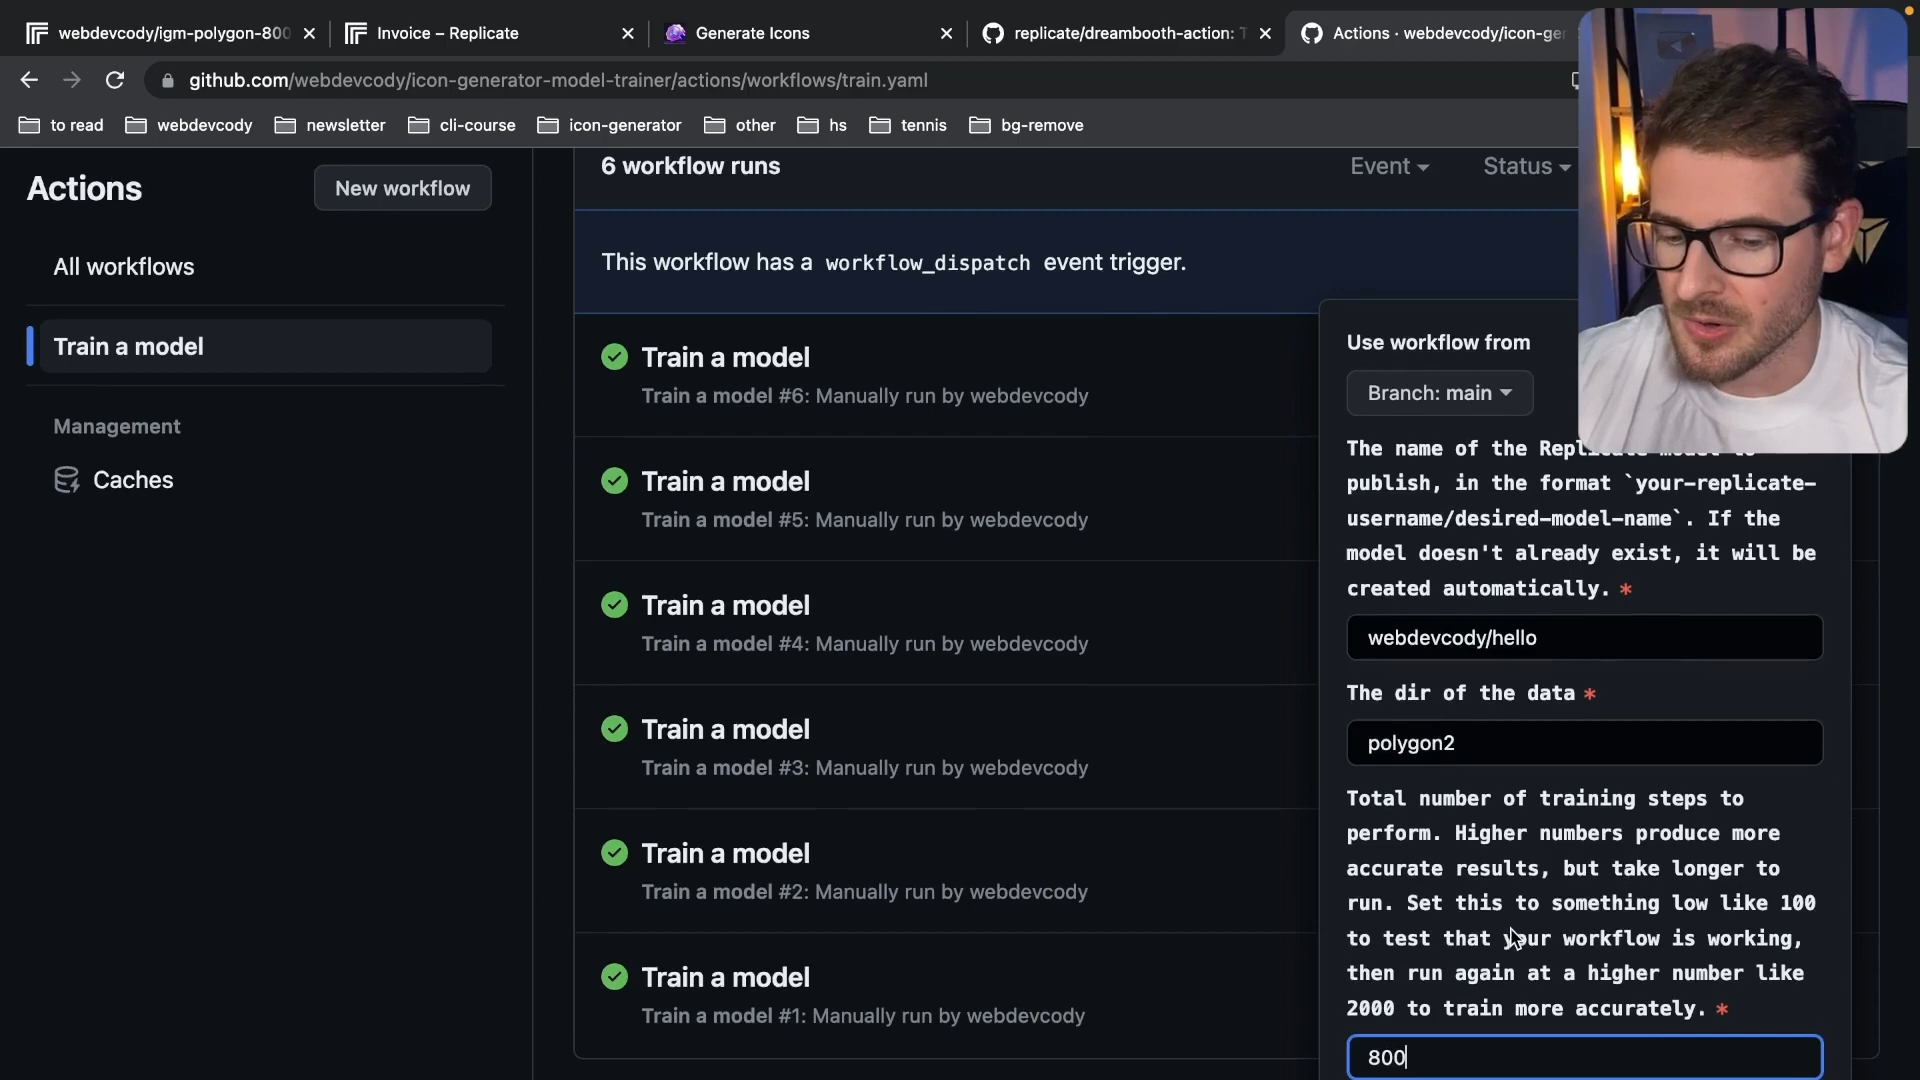 webdevcody/igm-polygon-800
Invoice – Replicate
Generate Icons
replicate/dreambooth-action: T
Actions · webdevcody/icon-ge
github.com/webdevcody/icon-generator-model-trainer/actions/workflows/train.yaml
to read
webdevcody
newsletter
cli-course
icon-generator
other
hs
tennis
bg-remove
Actions
New workflow
All workflows
Train a model
Management
Caches
6 workflow runs
Event
Status
This workflow has a workflow_dispatch event trigger.
Train a model
Train a model #6: Manually run by webdevcody
Train a model
Train a model #5: Manually run by webdevcody
Train a model
Train a model #4: Manually run by webdevcody
Train a model
Train a model #3: Manually run by webdevcody
Train a model
Train a model #2: Manually run by webdevcody
Train a model
Train a model #1: Manually run by webdevcody
Use workflow from
Branch: main
The name of the Replicate model to
publish, in the format `your-replicate-
username/desired-model-name`. If the
model doesn't already exist, it will be
created automatically. *
webdevcody/hello
The dir of the data *
polygon2
Total number of training steps to
perform. Higher numbers produce more
accurate results, but take longer to
run. Set this to something low like 100
to test that your workflow is working,
then run again at a higher number like
2000 to train more accurately. *
800